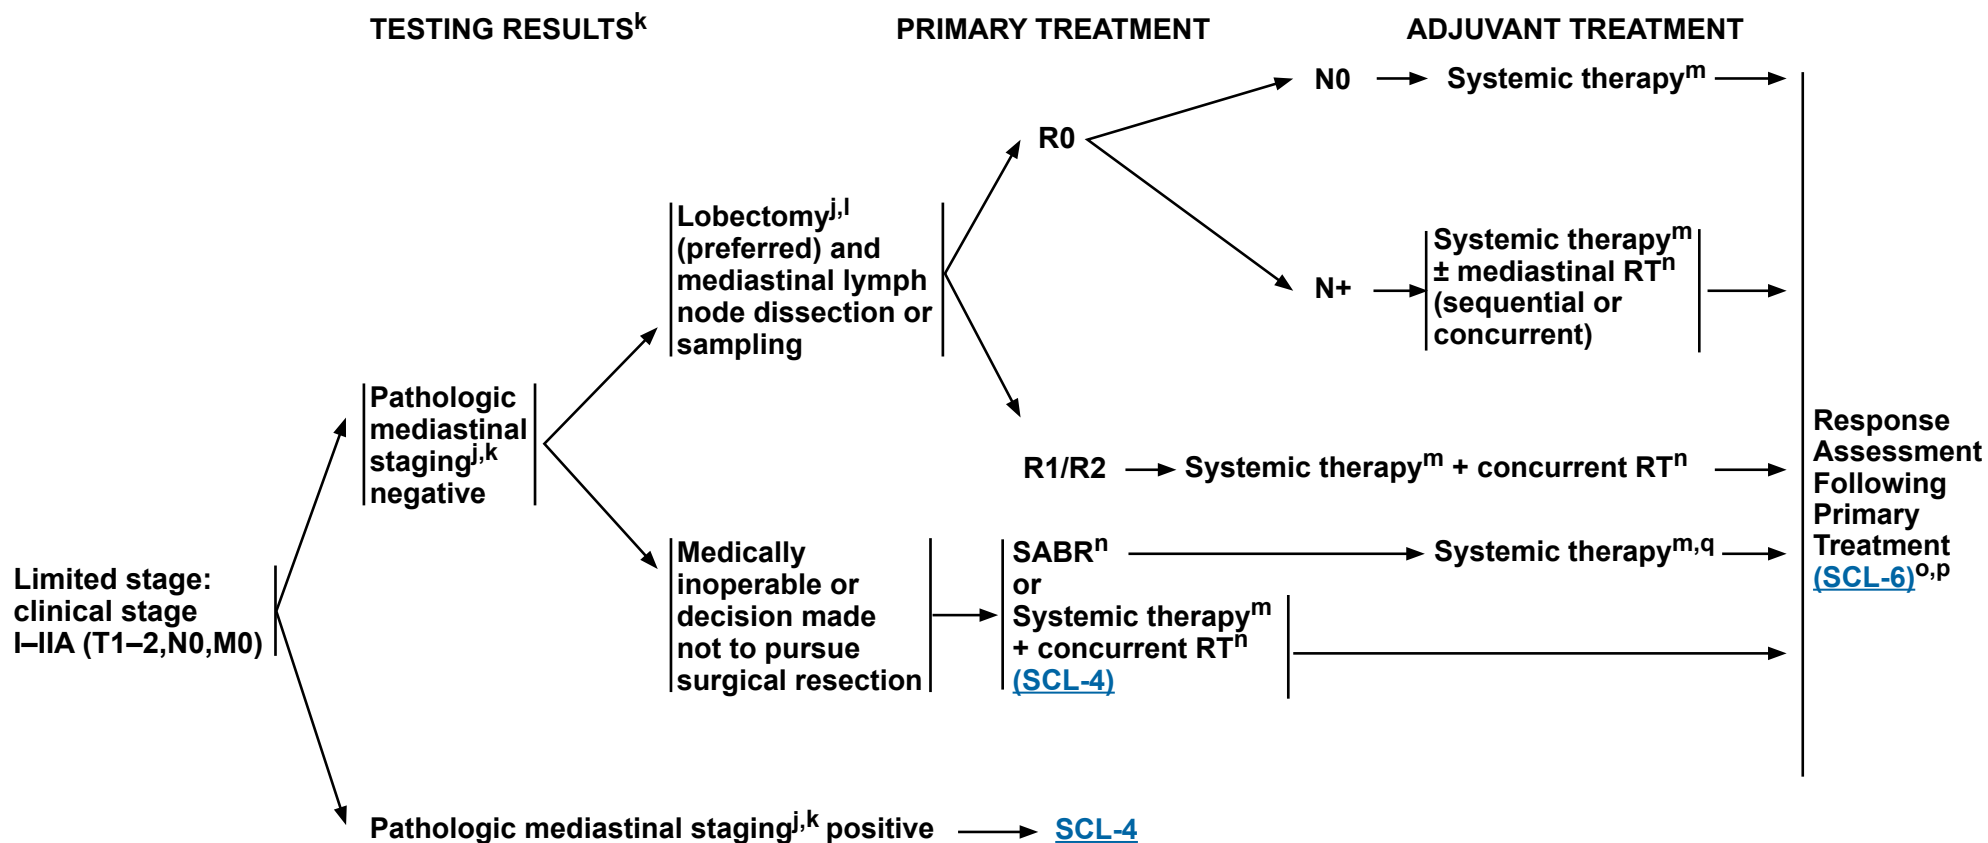 TESTING RESULTSk
PRIMARY TREATMENT
ADJUVANT TREATMENT
Limited stage:
clinical stage
I–IIA (T1–2,N0,M0)
Pathologic
mediastinal
stagingj,k
negative
Lobectomyj,l
(preferred) and
mediastinal lymph
node dissection or
sampling
R0
N0
Systemic therapym
N+
Systemic therapym
± mediastinal RTn
(sequential or
concurrent)
R1/R2
Systemic therapym + concurrent RTn
Medically
inoperable or
decision made
not to pursue
surgical resection
SABRn
or
Systemic therapym
+ concurrent RTn
(SCL-4)
Systemic therapym,q
Response
Assessment
Following
Primary
Treatment
(SCL-6)o,p
Pathologic mediastinal stagingj,k positive
SCL-4